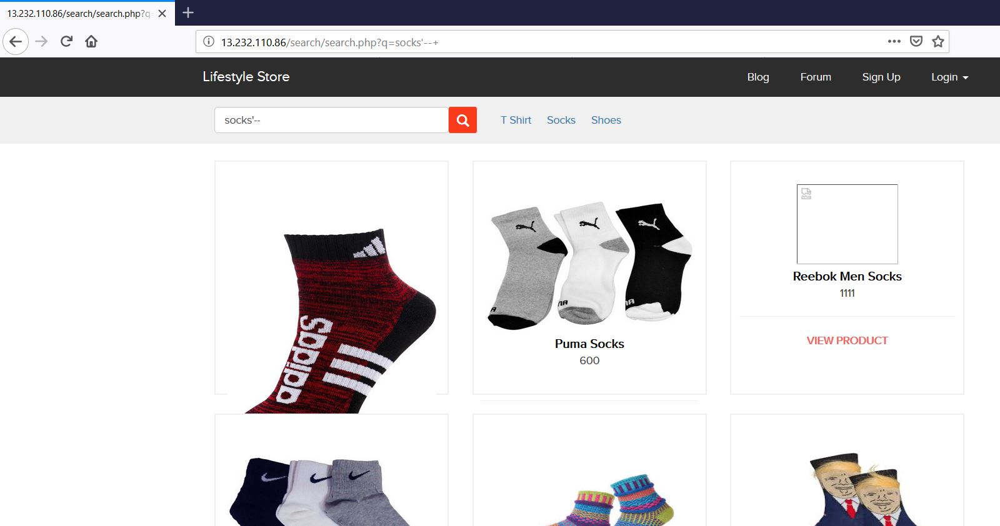 13.232.110.86/search/search.php?q=
13.232.110.86/search/search.php?q=socks'--+
Lifestyle Store
Blog
Forum
Sign Up
Login
socks'--
T Shirt
Socks
Shoes
adidas
Puma Socks
600
Reebok Men Socks
1111
VIEW PRODUCT